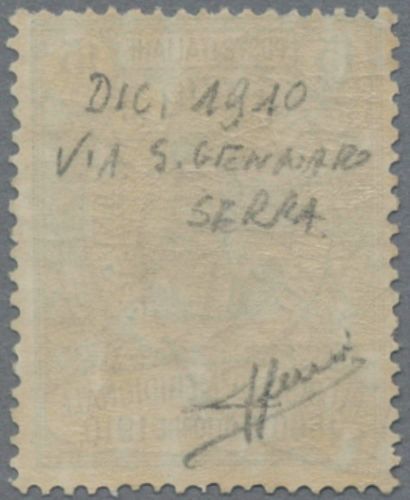 DIC. 1910
VIA S. GENNARO
SERRA